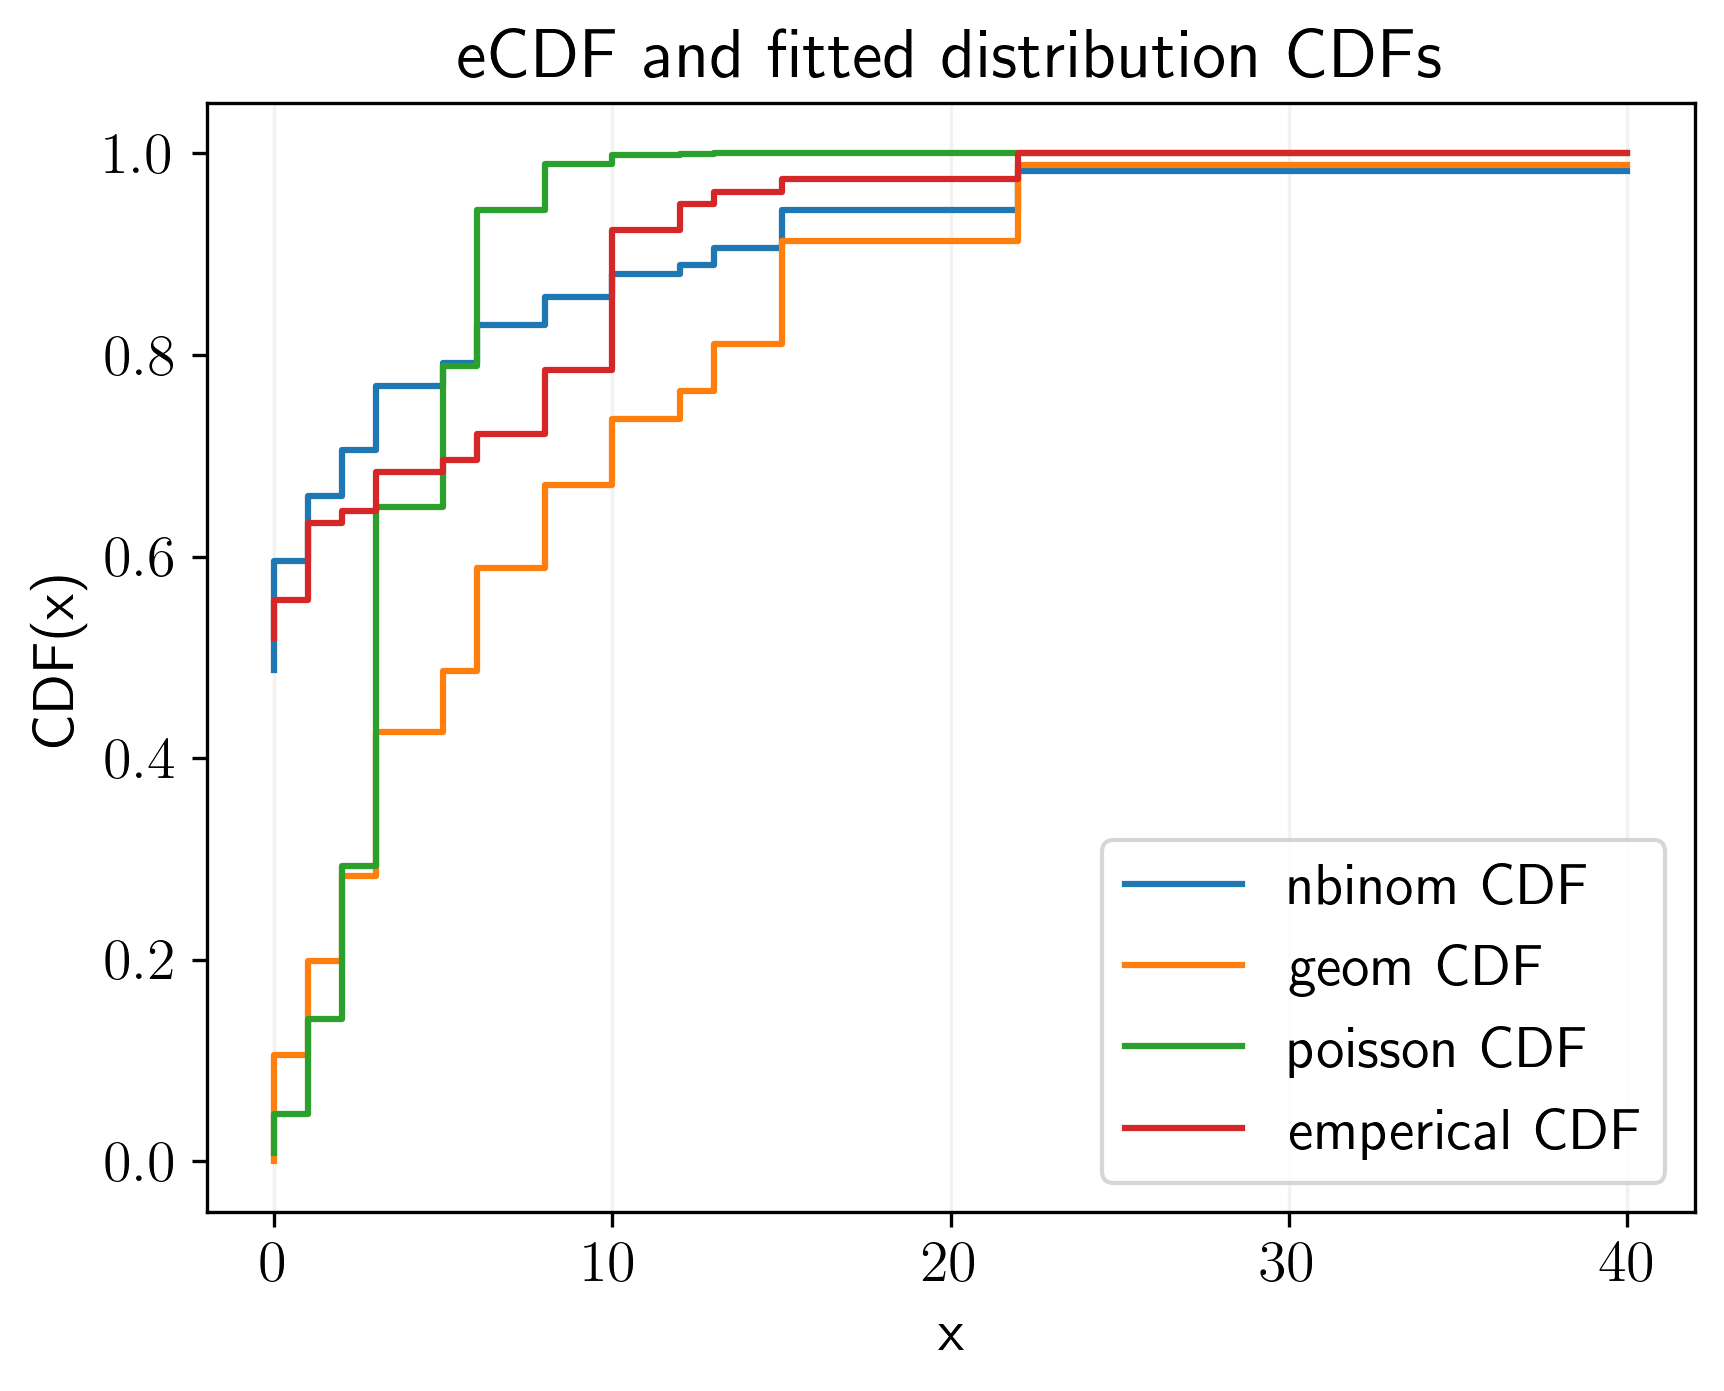 eCDF and fitted distribution CDFs
1.0
0.8
0.6
0.4
0.2
0.0
CDF(x)
nbinom CDF
geom CDF
poisson CDF
emperical CDF
0 10 20 30 40
x